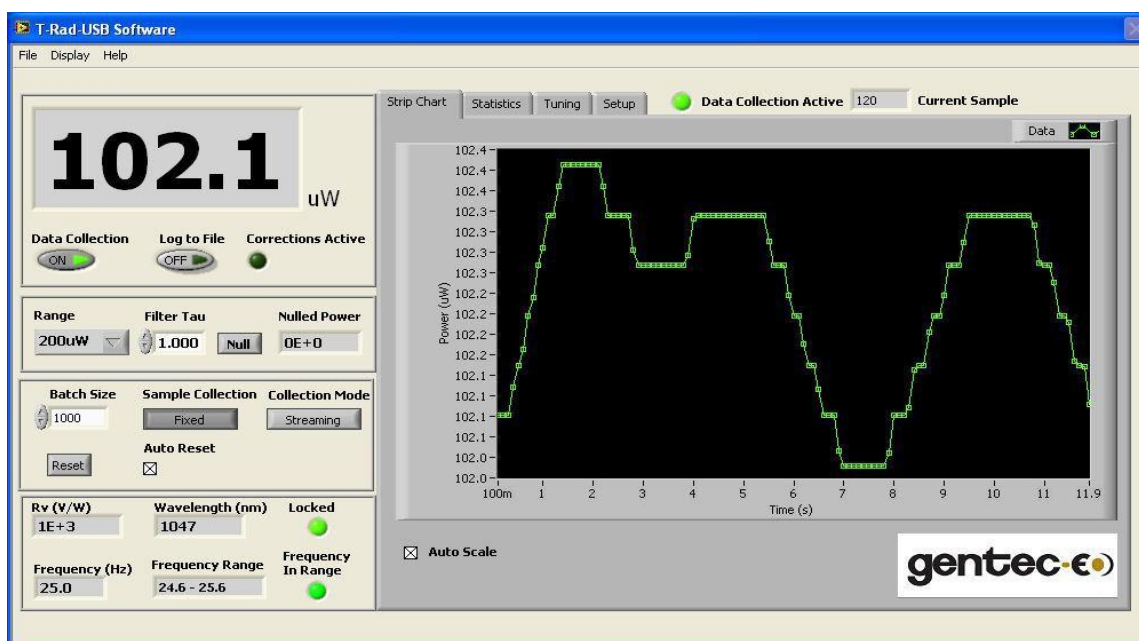 T-Rad-USB Software
File Display Help
102.1
uW
Data Collection Log to File Corrections Active
ON OFF
Range Filter Tau Nulled Power
200uW 1.000 Null 0E+0
Batch Size Sample Collection Collection Mode
1000 Fixed Streaming
Auto Reset
Reset
Rv (V/W) Wavelength (nm) Locked
1E+3 1047
Frequency (Hz) Frequency Range Frequency In Range
25.0 24.6 - 25.6
Strip Chart Statistics Tuning Setup Data Collection Active 120 Current Sample
Data
102.4
102.4
102.4
102.3
102.3
102.3
102.3
102.2
102.2
102.2
102.2
102.1
102.1
102.1
102.1
102.0
102.0
Power (uW)
100m 1 2 3 4 5 6 7 8 9 10 11 11.9
Time (s)
Auto Scale
gentec-eo